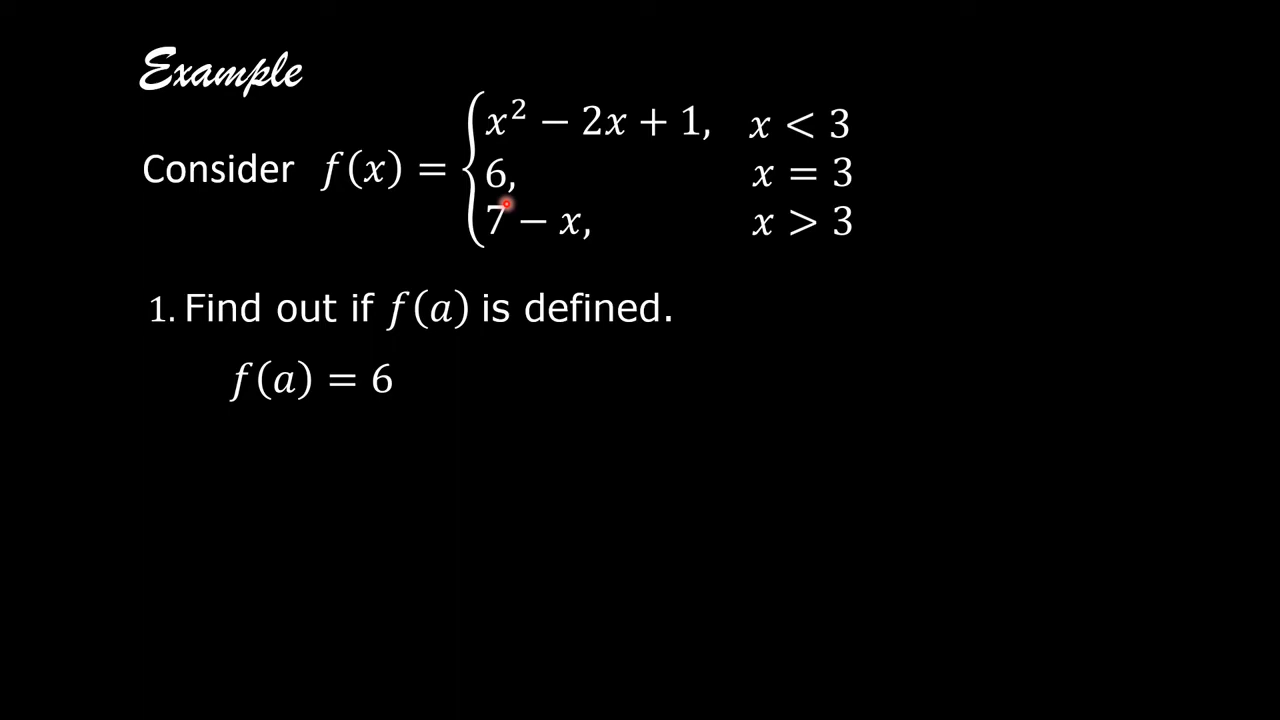 Example
x² − 2x + 1, x < 3
Consider f(x) = { 6, x = 3
7 − x, x > 3
1. Find out if f(a) is defined.
f(a) = 6